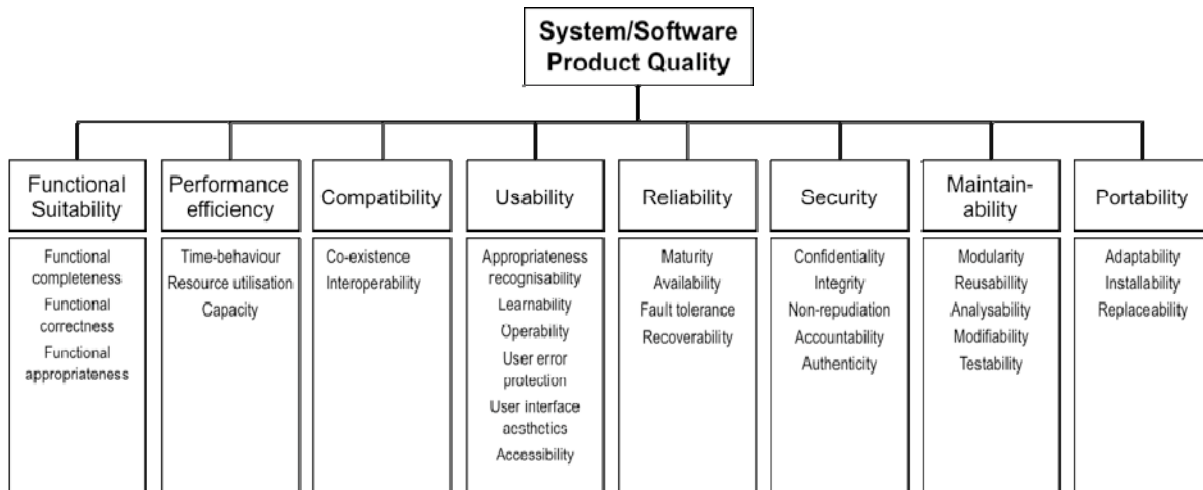 System/Software
Product Quality
Functional
Suitability
Performance
efficiency
Compatibility
Usability
Reliability
Security
Maintain-
ability
Portability
Functional
completeness
Functional
correctness
Functional
appropriateness
Time-behaviour
Resource utilisation
Capacity
Co-existence
Interoperability
Appropriateness
recognisability
Learnability
Operability
User error
protection
User interface
aesthetics
Accessibility
Maturity
Availability
Fault tolerance
Recoverability
Confidentiality
Integrity
Non-repudiation
Accountability
Authenticity
Modularity
Reusabillity
Analysability
Modifiability
Testability
Adaptability
Installability
Replaceability